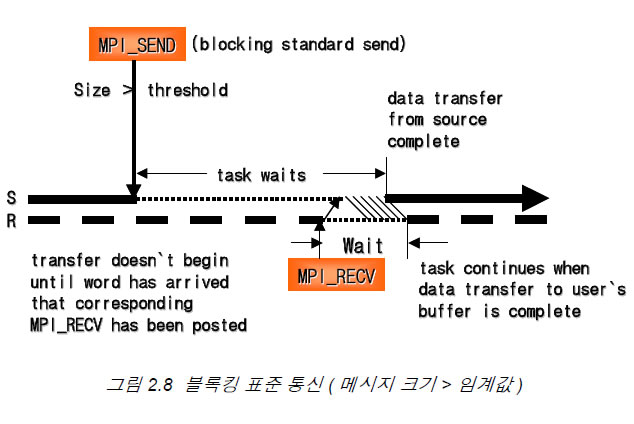 MPI_SEND (blocking standard send)
Size > threshold
data transfer
from source
complete
task waits
S
R
Wait
transfer doesn`t begin
until word has arrived
that corresponding
MPI_RECV has been posted
MPI_RECV
task continues when
data transfer to user`s
buffer is complete
그림 2.8 블록킹 표준 통신 ( 메시지 크기 > 임계값 )